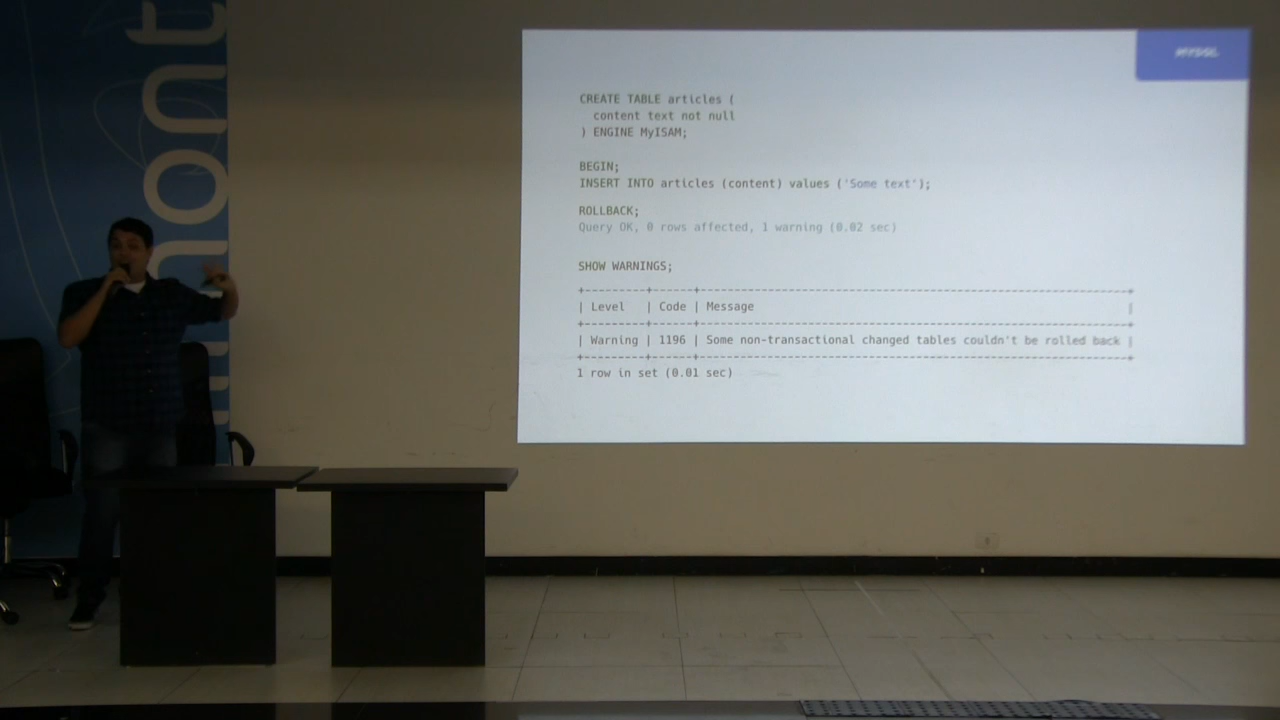 MYSQL
CREATE TABLE articles (
content text not null
) ENGINE MyISAM;
BEGIN;
INSERT INTO articles (content) values ('Some text');
ROLLBACK;
Query OK, 0 rows affected, 1 warning (0.02 sec)
SHOW WARNINGS;
+---------+------+----------------------------------------------------------------+
| Level | Code | Message |
+---------+------+----------------------------------------------------------------+
| Warning | 1196 | Some non-transactional changed tables couldn't be rolled back |
+---------+------+----------------------------------------------------------------+
1 row in set (0.01 sec)